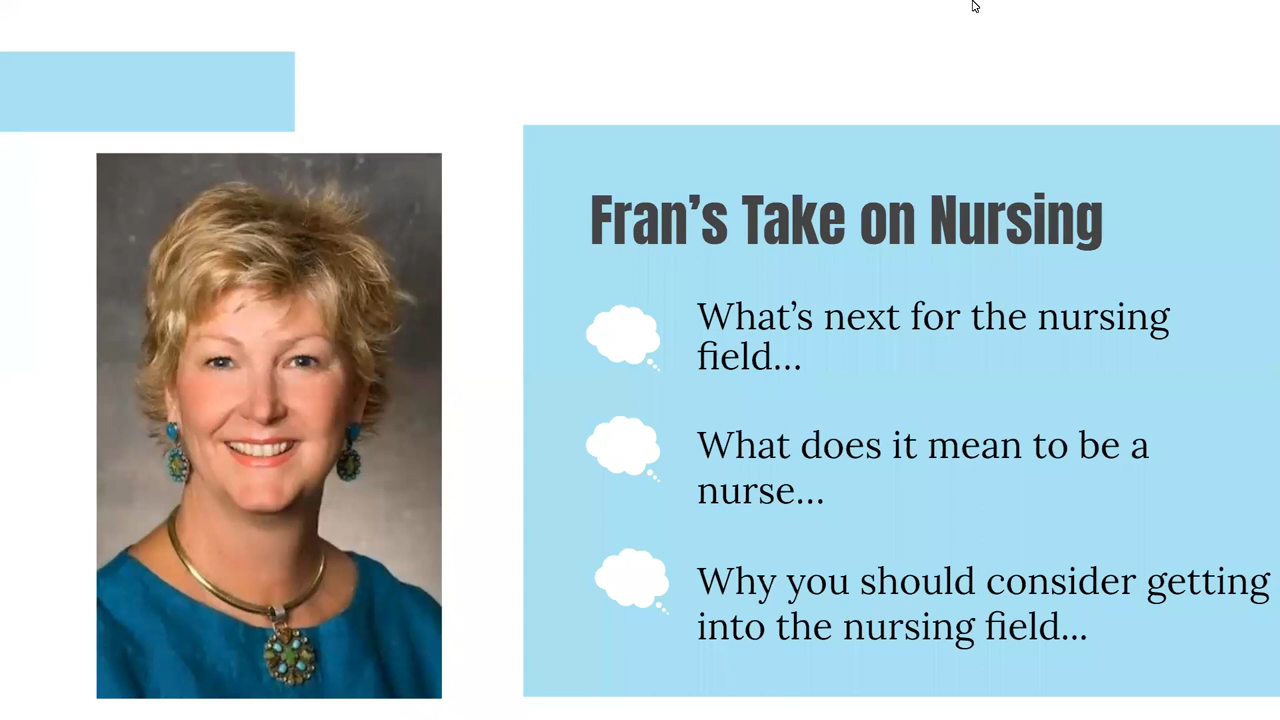 Fran’s Take on Nursing
What’s next for the nursing
field...
What does it mean to be a
nurse...
Why you should consider getting
into the nursing field...